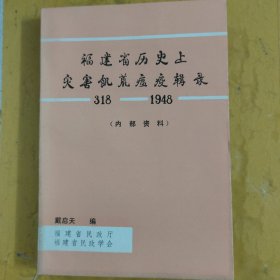 福建省历史上
灾害饥荒瘟疫辑录
318——1948
（内部资料）
戴启天 编
福建省民政厅
福建省民政学会